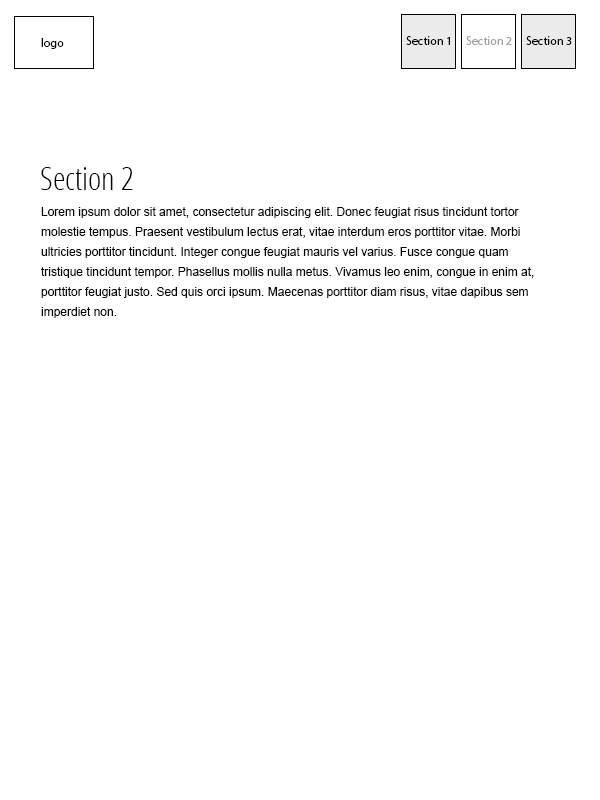 logo
Section 1
Section 2
Section 3
Section 2
Lorem ipsum dolor sit amet, consectetur adipiscing elit. Donec feugiat risus tincidunt tortor
molestie tempus. Praesent vestibulum lectus erat, vitae interdum eros porttitor vitae. Morbi
ultricies porttitor tincidunt. Integer congue feugiat mauris vel varius. Fusce congue quam
tristique tincidunt tempor. Phasellus mollis nulla metus. Vivamus leo enim, congue in enim at,
porttitor feugiat justo. Sed quis orci ipsum. Maecenas porttitor diam risus, vitae dapibus sem
imperdiet non.